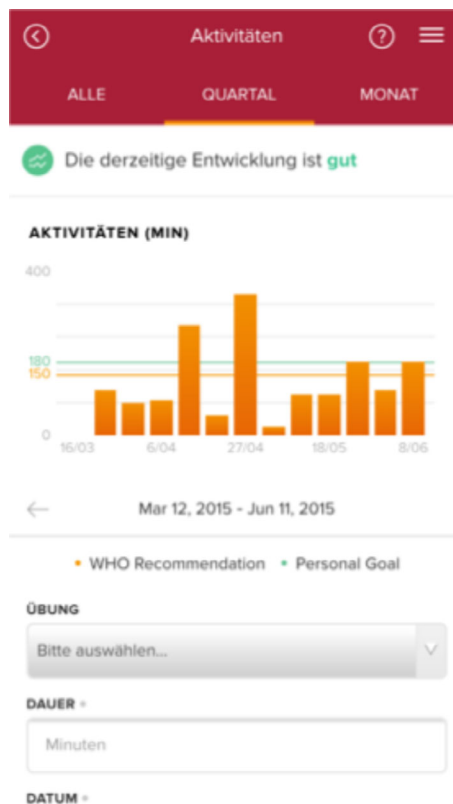 Aktivitäten ?
ALLE QUARTAL MONAT
Die derzeitige Entwicklung ist gut
AKTIVITÄTEN (MIN)
400
180
150
0
16/03 6/04 27/04 18/05 8/06
Mar 12, 2015 - Jun 11, 2015
• WHO Recommendation • Personal Goal
ÜBUNG
Bitte auswählen...
DAUER
Minuten
DATUM